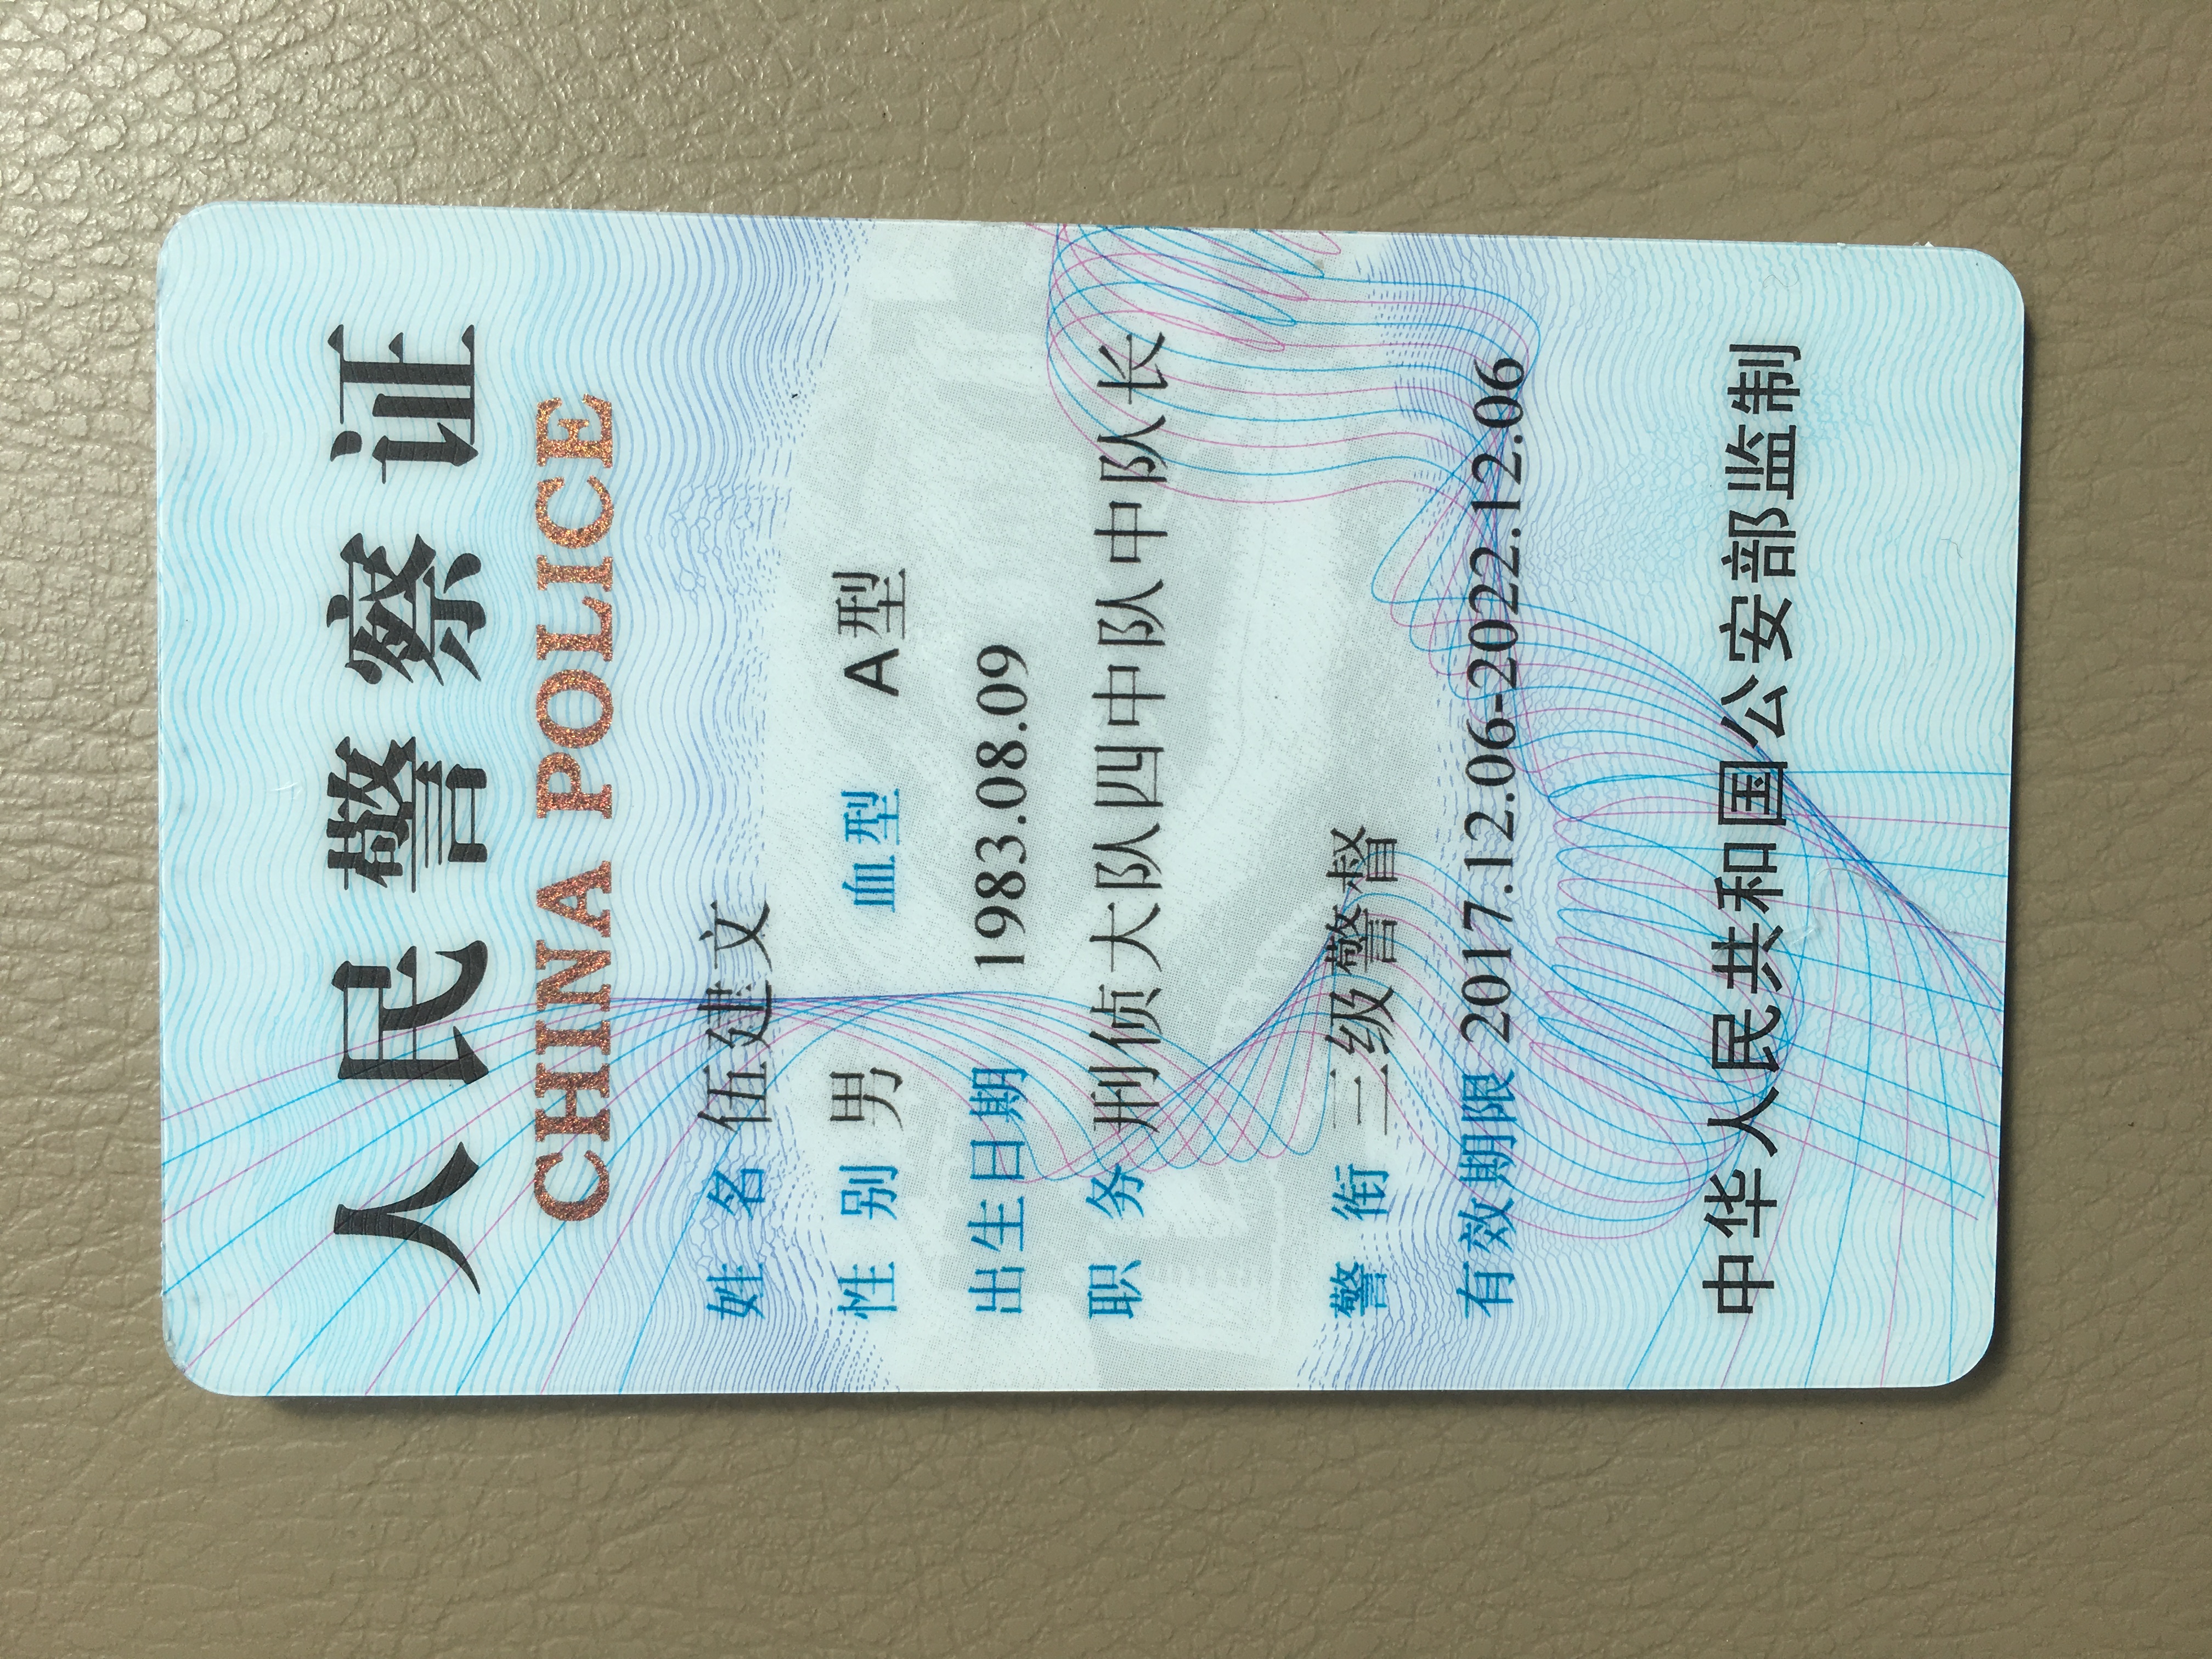 人民警察证
CHINA POLICE
姓 名 伍建文
性 别 男 血型 A型
出生日期 1983.08.09
职 务 刑侦大队四中队中队长
警 衔 三级警督
有效期限 2017.12.06-2022.12.06
中华人民共和国公安部监制